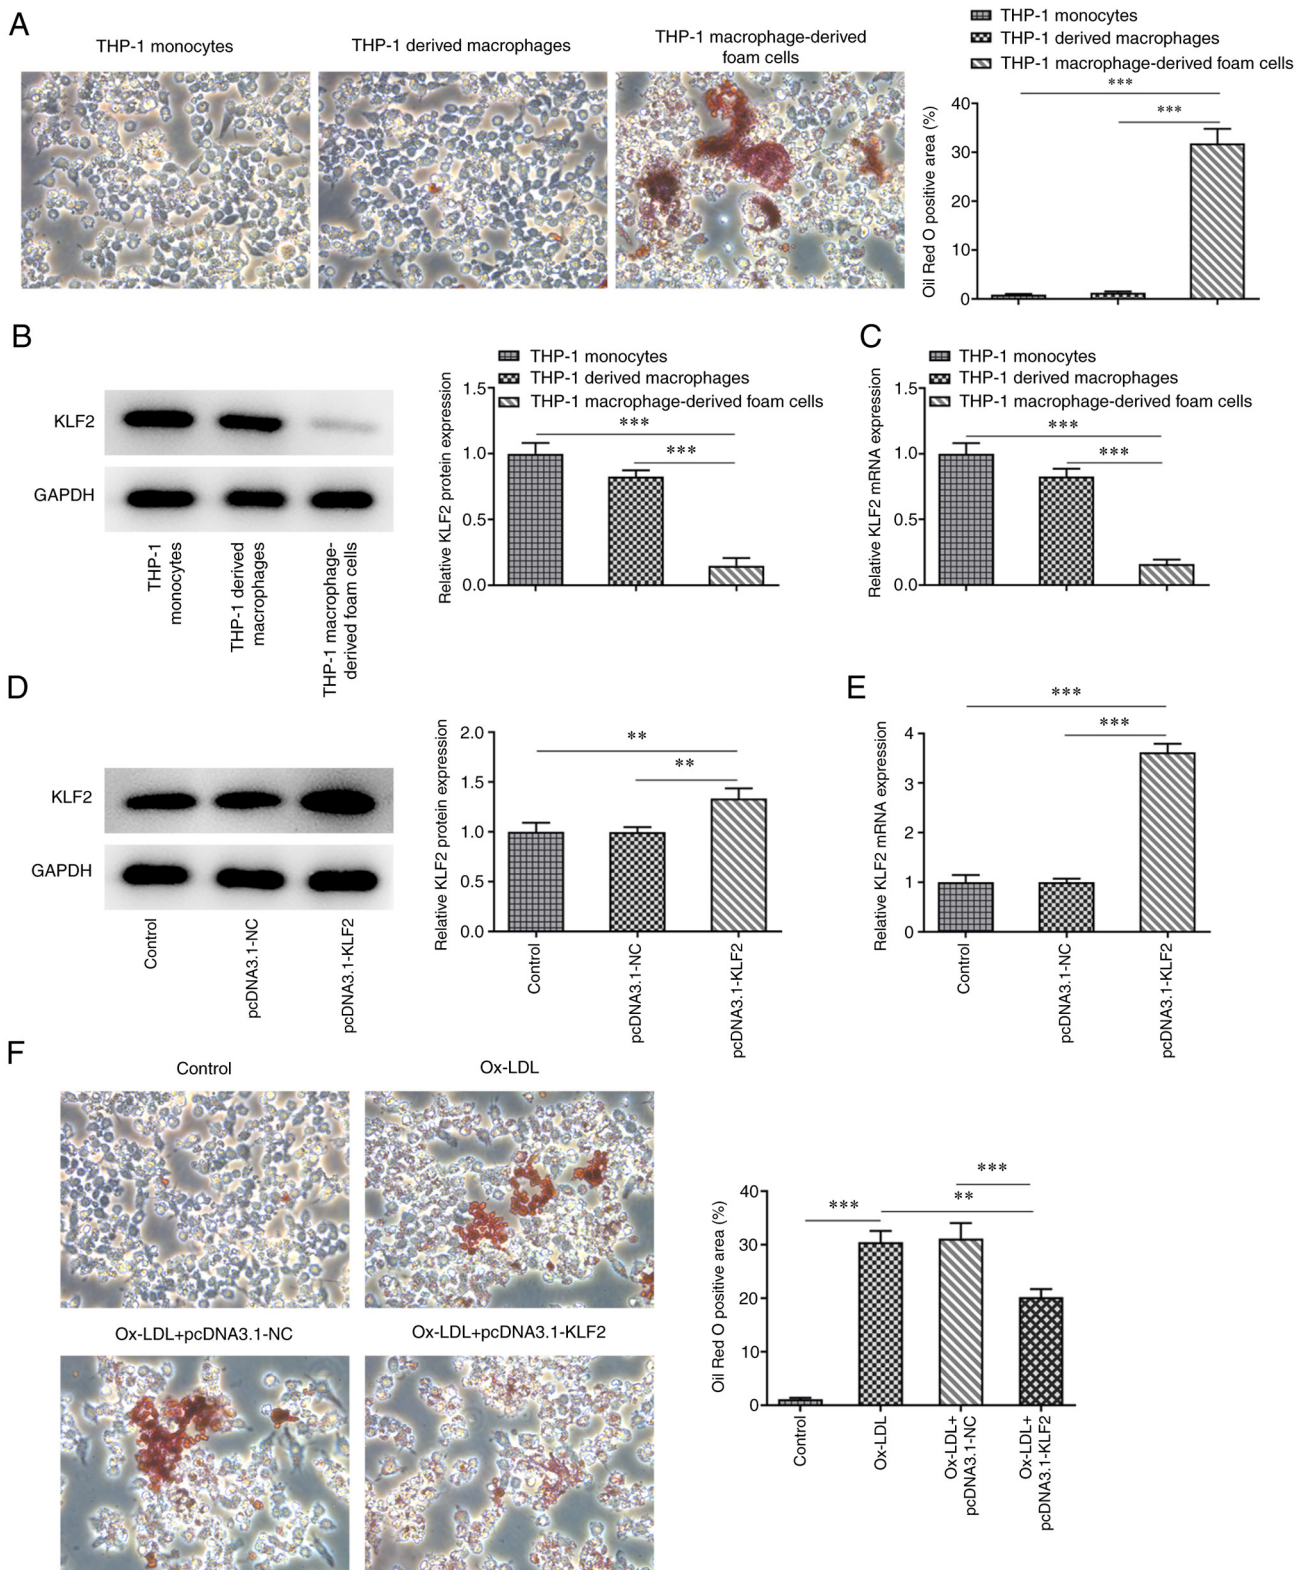 A
THP-1 monocytes
THP-1 derived macrophages
THP-1 macrophage-derived
foam cells
THP-1 monocytes
THP-1 derived macrophages
THP-1 macrophage-derived foam cells
Oil Red O positive area (%)
40
30
20
10
0
***
***
B
KLF2
GAPDH
THP-1
monocytes
THP-1 derived
macrophages
THP-1 macrophage-
derived foam cells
THP-1 monocytes
THP-1 derived macrophages
THP-1 macrophage-derived foam cells
Relative KLF2 protein expression
1.5
1.0
0.5
0.0
***
***
C
THP-1 monocytes
THP-1 derived macrophages
THP-1 macrophage-derived foam cells
Relative KLF2 mRNA expression
1.5
1.0
0.5
0.0
***
***
D
KLF2
GAPDH
Control
pcDNA3.1-NC
pcDNA3.1-KLF2
Relative KLF2 protein expression
2.0
1.5
1.0
0.5
0.0
**
**
Control
pcDNA3.1-NC
pcDNA3.1-KLF2
E
Relative KLF2 mRNA expression
4
3
2
1
0
***
***
Control
pcDNA3.1-NC
pcDNA3.1-KLF2
F
Control
Ox-LDL
Ox-LDL+pcDNA3.1-NC
Ox-LDL+pcDNA3.1-KLF2
Oil Red O positive area (%)
40
30
20
10
0
***
***
**
Control
Ox-LDL
Ox-LDL+
pcDNA3.1-NC
Ox-LDL+
pcDNA3.1-KLF2